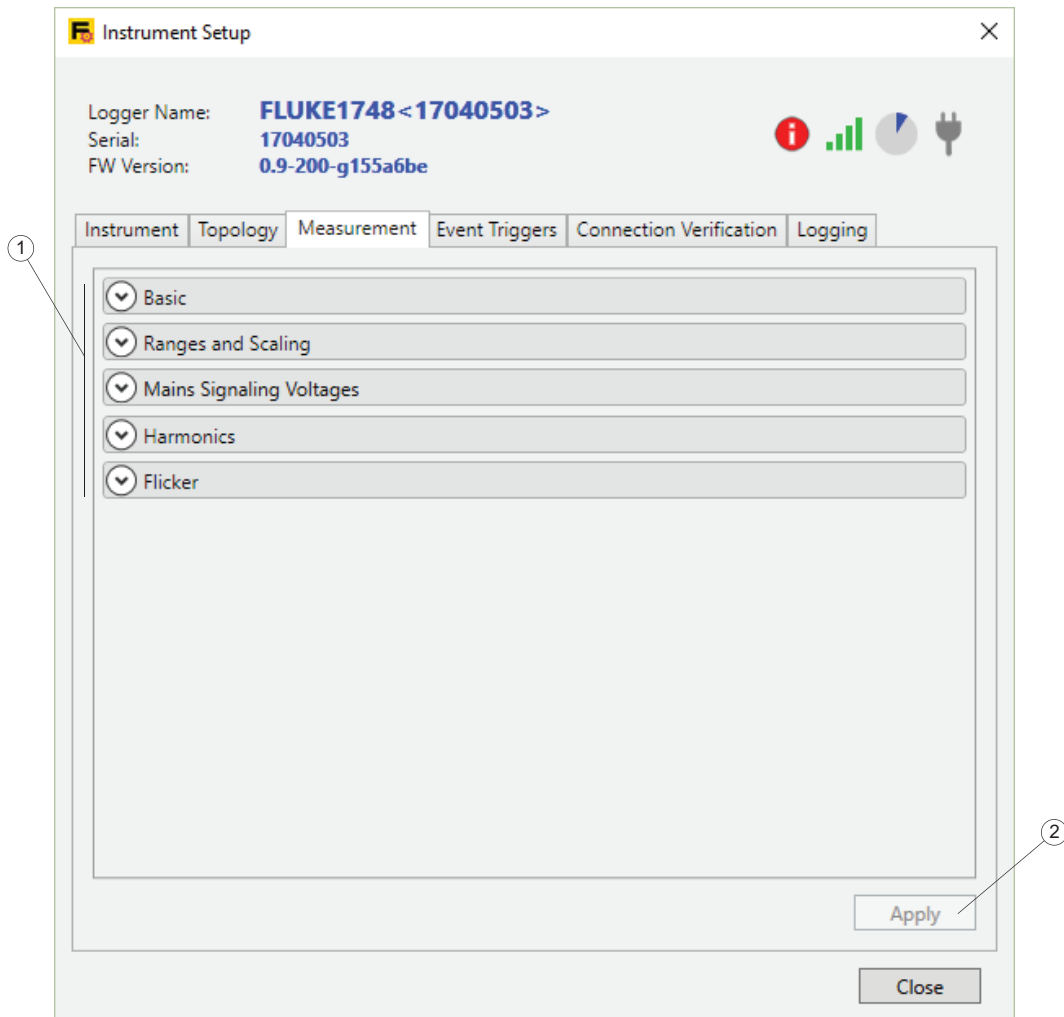 Instrument Setup
Logger Name: FLUKE1748<17040503>
Serial: 17040503
FW Version: 0.9-200-g155a6be
Instrument Topology Measurement Event Triggers Connection Verification Logging
1
Basic
Ranges and Scaling
Mains Signaling Voltages
Harmonics
Flicker
2
Apply
Close